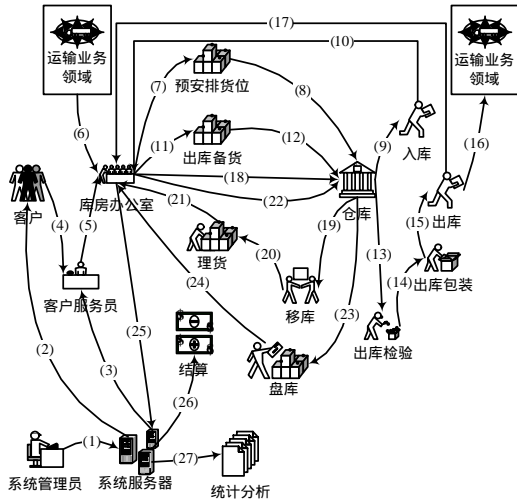 (17)
运输业务
领域
(10)
运输业务
领域
(7)
预安排货位
(8)
(6)
(9)
入库
(16)
(11)
出库备货
(12)
(18)
客户
库房办公室
(22)
仓库
出库
(4)
(5)
(21)
(19)
(15)
理货
(20)
(13)
(24)
(14)
出库包装
客户服务员
移库
(23)
(25)
出库检验
(2)
(3)
结算
盘库
(26)
(1)
(27)
系统管理员
系统服务器
统计分析